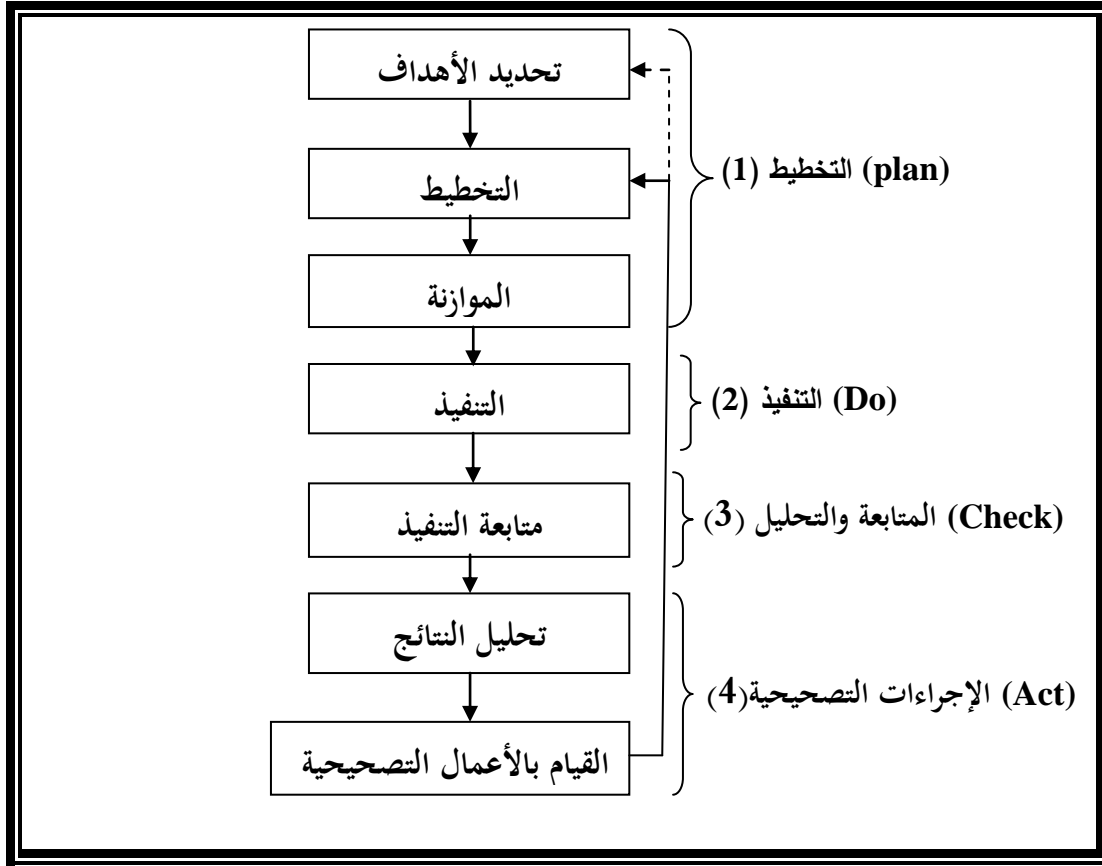 تحديد الأهداف
التخطيط
(1) التخطيط (plan)
الموازنة
التنفيذ
(2) التنفيذ (Do)
متابعة التنفيذ
(3) المتابعة والتحليل (Check)
تحليل النتائج
(4) الإجراءات التصحيحية (Act)
القيام بالأعمال التصحيحية